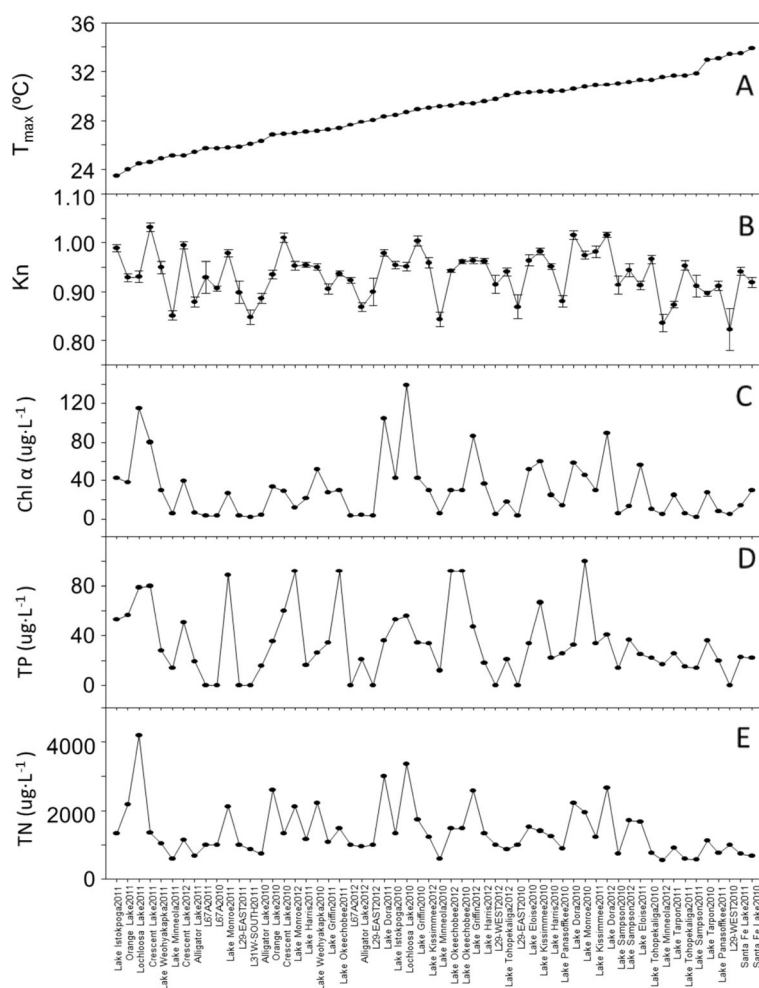 36
32
28
24
Tmax (ºC)
A
1.10
1.00
0.90
0.80
Kn
B
120
80
40
0
Chl α (ug·L-1)
C
80
40
0
TP (ug·L-1)
D
4000
2000
0
TN (ug·L-1)
E
Lake Istokpoga2011
Orange Lake2011
Lochloosa Lake2011
Crescent Lake2011
Lake Weohyakapka2011
Lake Minneola2011
Crescent Lake2012
Alligator Lake2011
L67A2011
L67A2010
Lake Monroe2011
L29-EAST2011
L31W-SOUTH2011
Alligator Lake2010
Orange Lake2010
Crescent Lake2010
Lake Monroe2012
Lake Harris2011
Lake Weohyakapka2010
Lake Griffin2011
Lake Okeechobee2011
L67A2012
Alligator Lake2012
L29-EAST2012
Lake Dora2011
Lake Istokpoga2010
Lochloosa Lake2010
Lake Griffin2010
Lake Kissimmee2012
Lake Minneola2010
Lake Okeechobee2012
Lake Okeechobee2010
Lake Griffin2012
Lake Harris2012
L29-WEST2012
Lake Tohopekaliga2012
L29-EAST2010
Lake Eloise2010
Lake Kissimmee2010
Lake Harris2010
Lake Panasoffkee2010
Lake Dora2010
Lake Monroe2010
Lake Kissimmee2011
Lake Dora2012
Lake Sampson2010
Lake Sampson2012
Lake Eloise2011
Lake Tohopekaliga2010
Lake Minneola2012
Lake Tarpon2011
Lake Tohopekaliga2011
Lake Sampson2011
Lake Tarpon2010
Lake Panasoffkee2011
L29-WEST2010
Santa Fe Lake2011
Santa Fe Lake2010